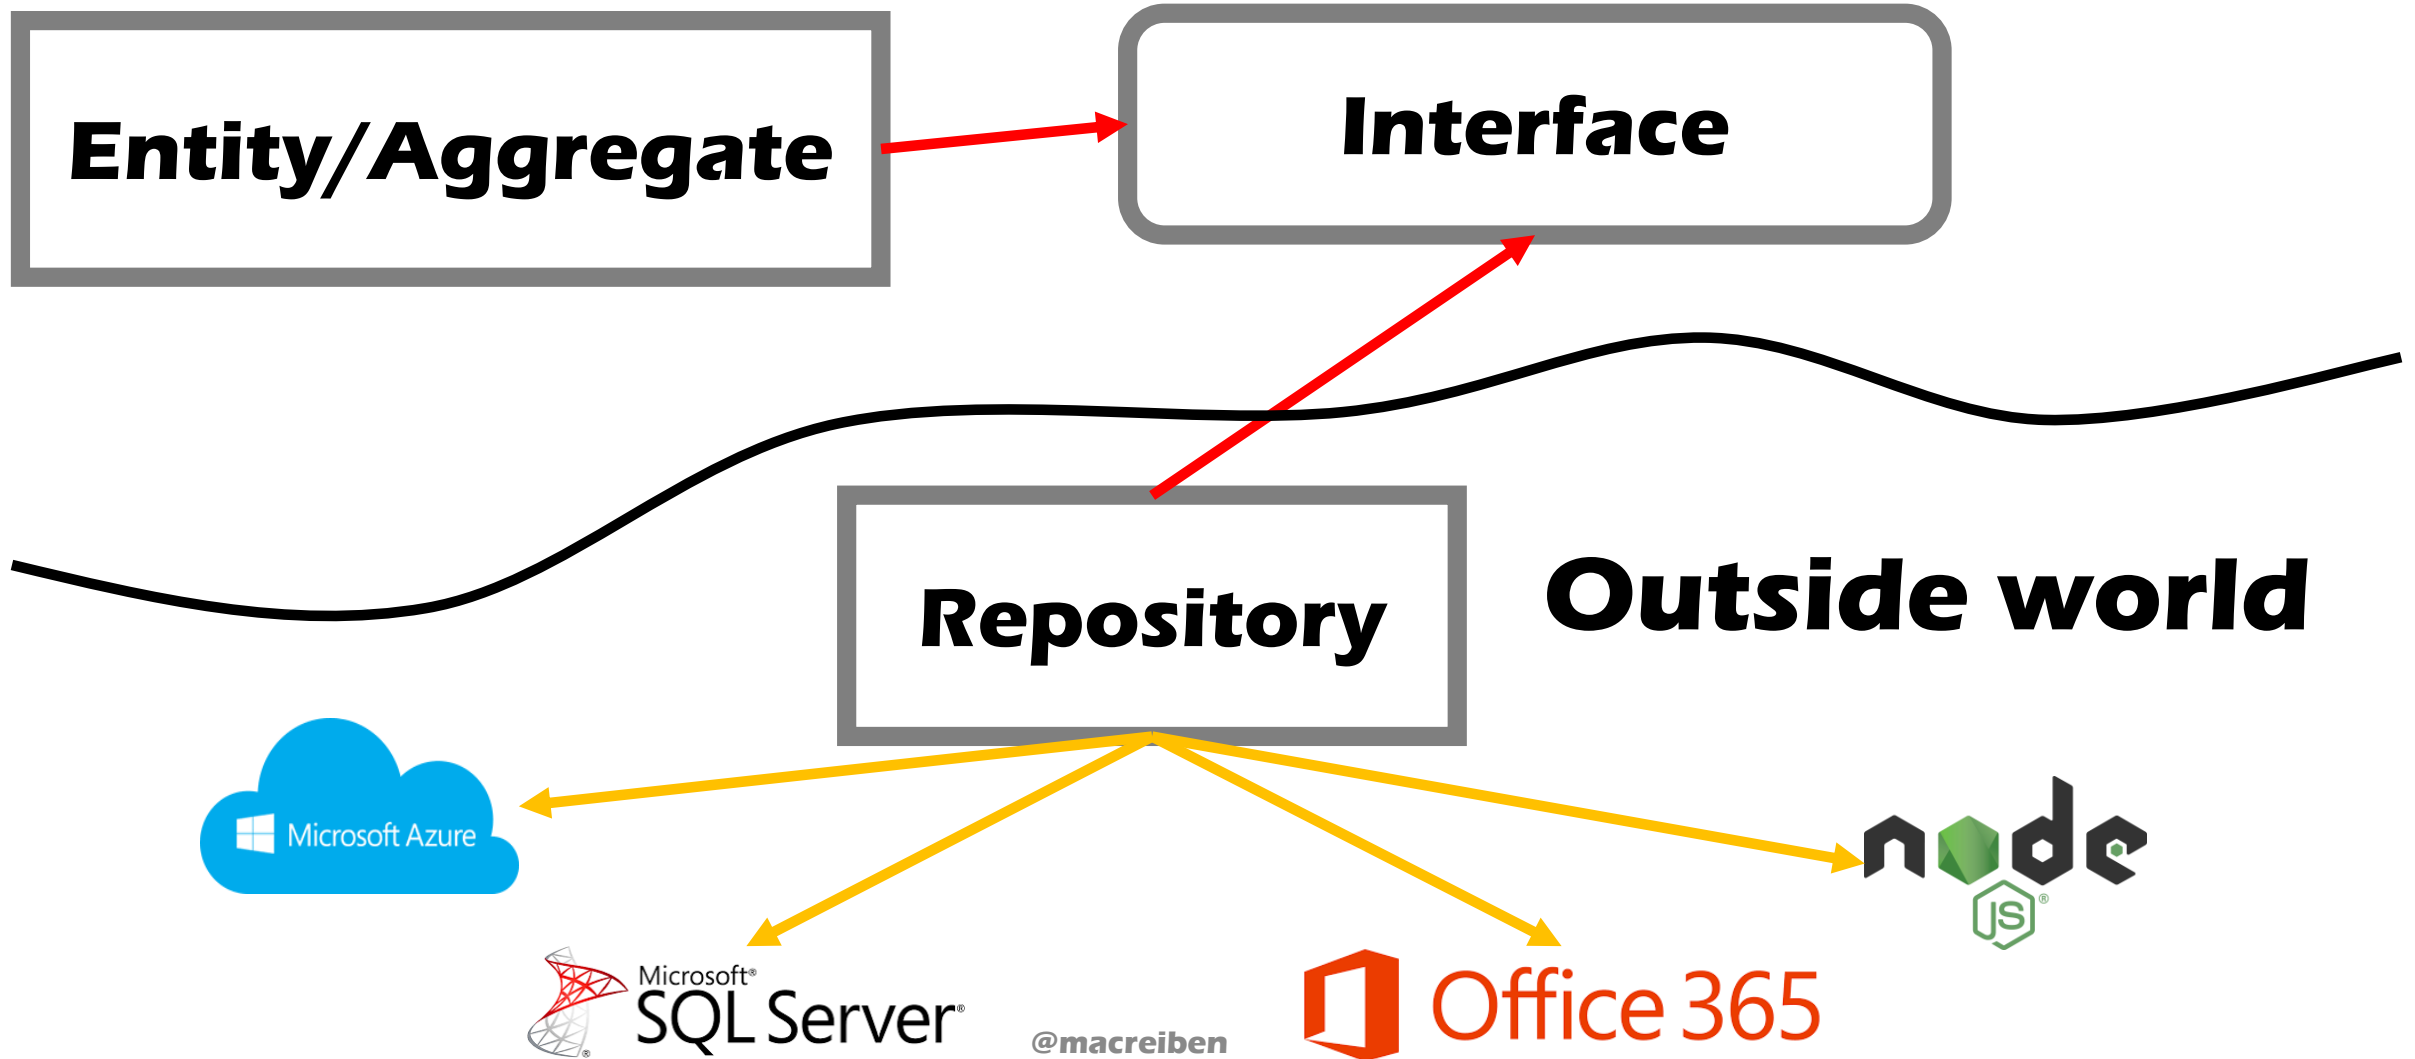 Entity/Aggregate
Interface
Repository
Outside world
Microsoft Azure
node
JS®
Microsoft®
SQL Server®
®
Office 365
@macreiben